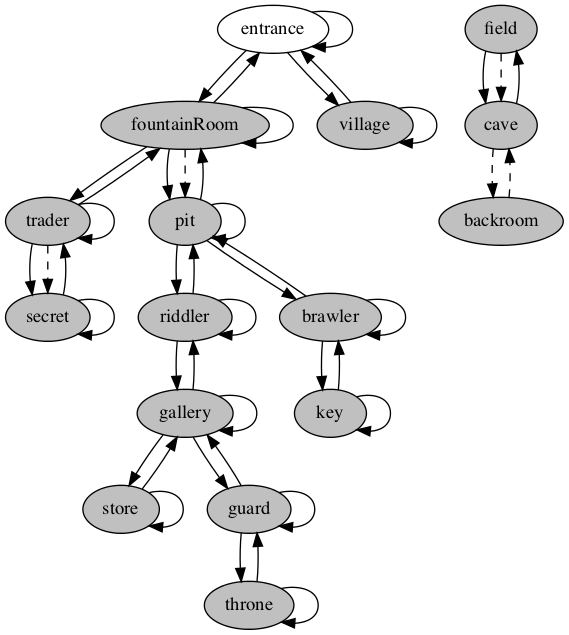 entrance
field
fountainRoom
village
cave
trader
pit
backroom
secret
riddler
brawler
gallery
key
store
guard
throne